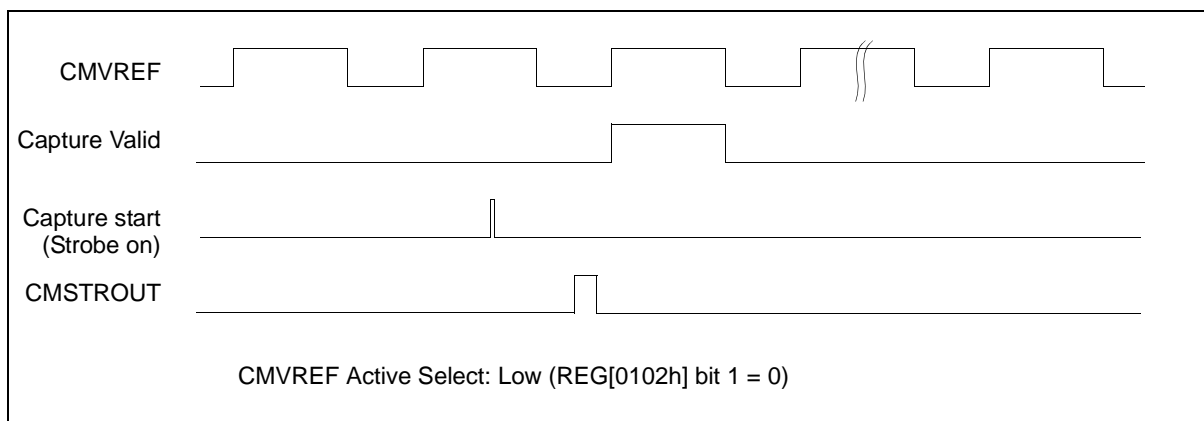 CMVREF
Capture Valid
Capture start
(Strobe on)
CMSTROUT
CMVREF Active Select: Low (REG[0102h] bit 1 = 0)